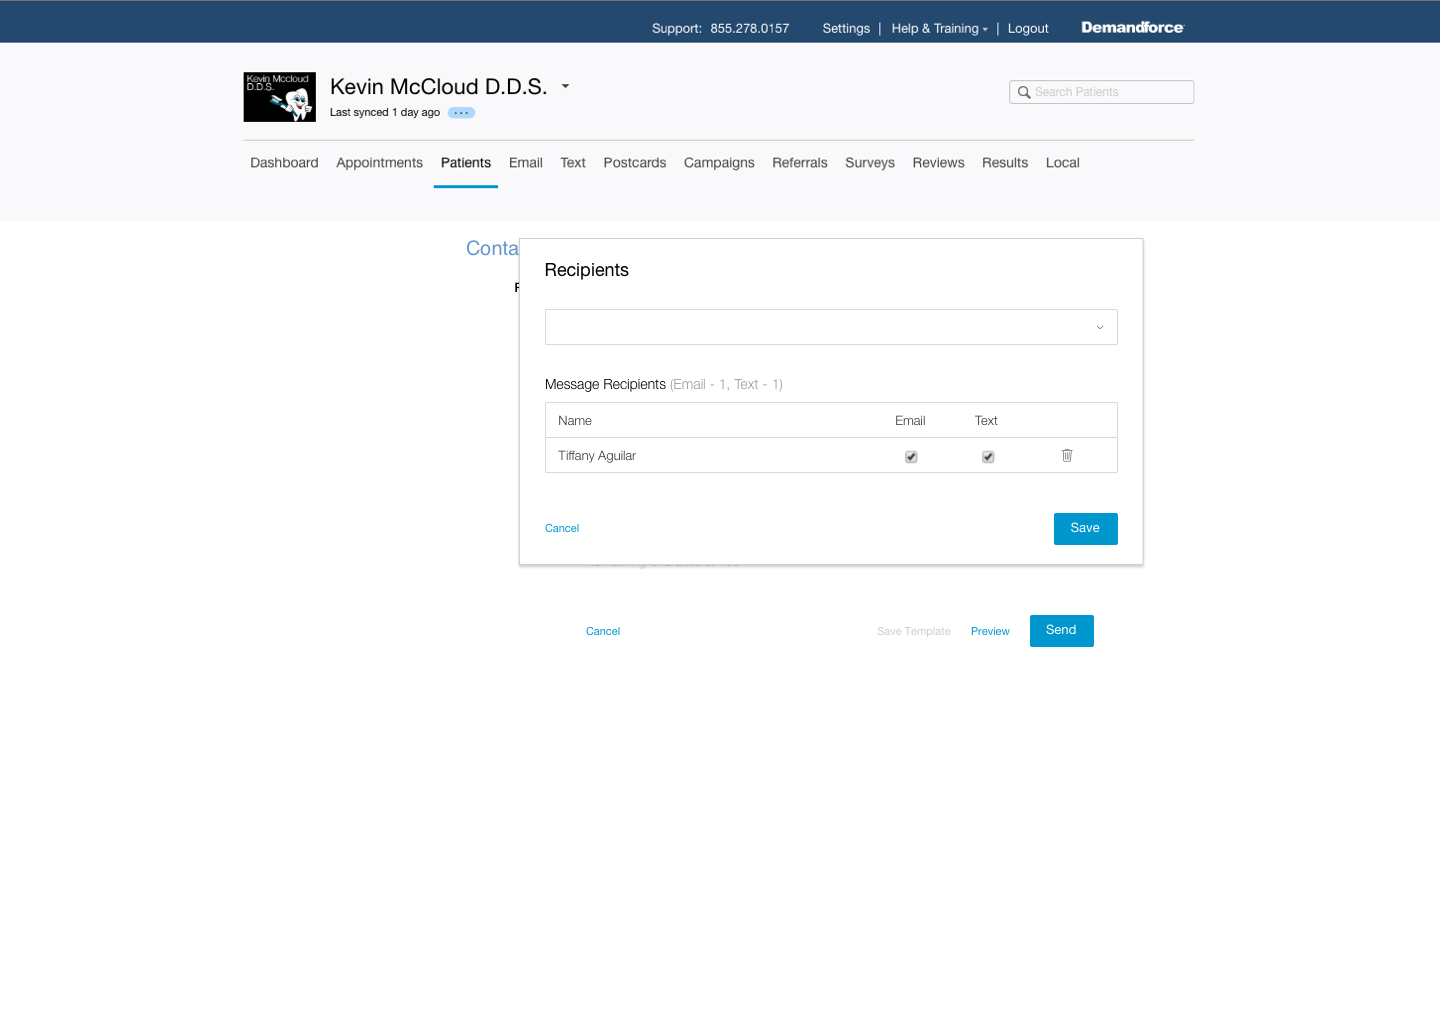 Support: 855.278.0157 Settings | Help & Training | Logout Demandforce
Kevin Mccloud
D.D.S.
Kevin McCloud D.D.S.
Last synced 1 day ago
Search Patients
Dashboard Appointments Patients Email Text Postcards Campaigns Referrals Surveys Reviews Results Local
Conta
Recipients
Message Recipients (Email - 1, Text - 1)
Name Email Text
Tiffany Aguilar
Cancel Save
Cancel Save Template Preview Send